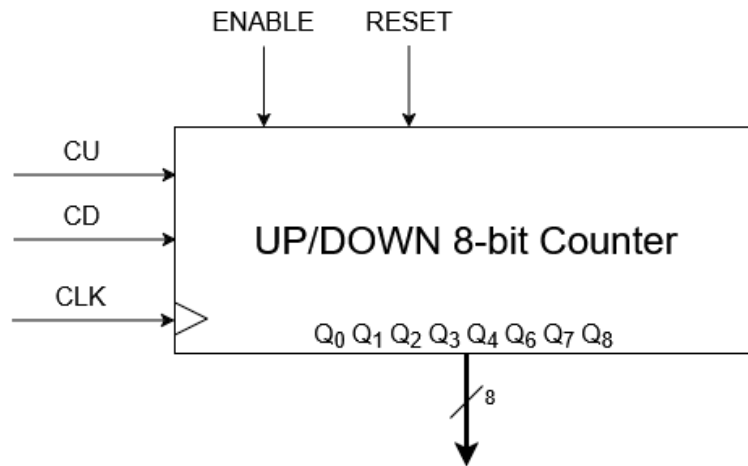 ENABLE RESET
CU
CD
UP/DOWN 8-bit Counter
CLK
Q₀ Q₁ Q₂ Q₃ Q₄ Q₆ Q₇ Q₈
8